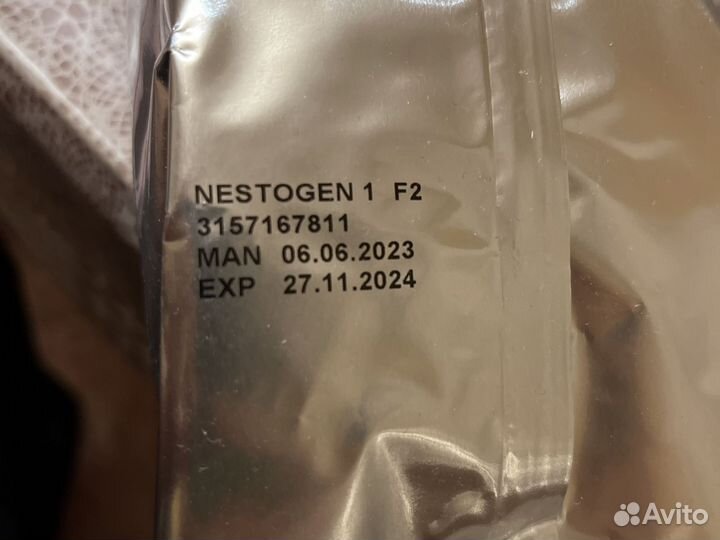 NESTOGEN 1 F2
3157167811
MAN 06.06.2023
EXP 27.11.2024
Avito